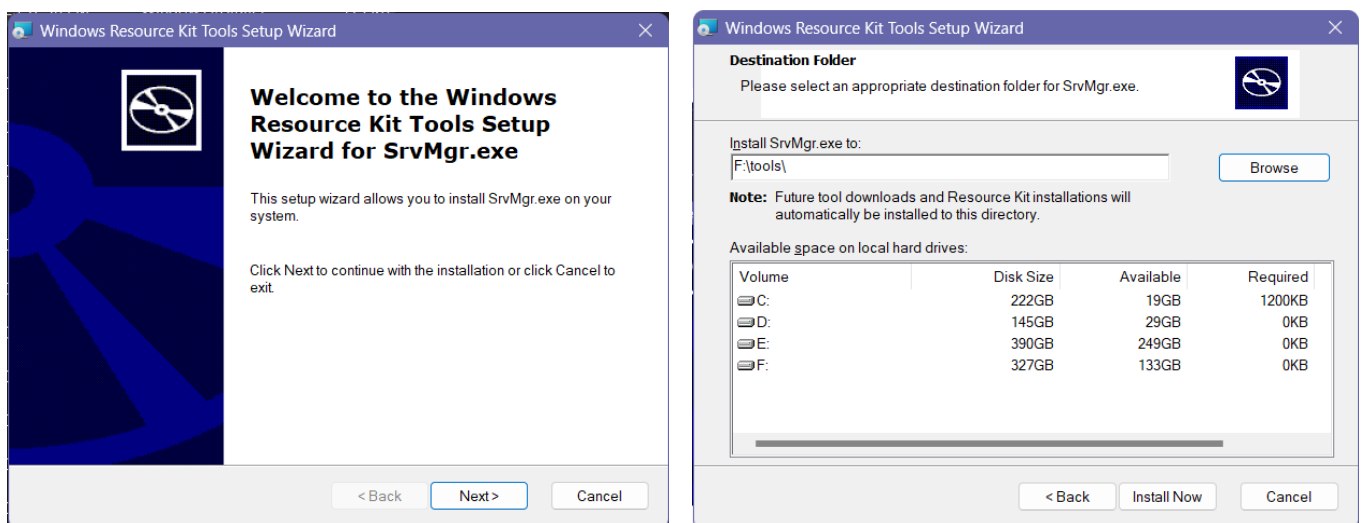 Windows Resource Kit Tools Setup Wizard
Welcome to the Windows
Resource Kit Tools Setup
Wizard for SrvMgr.exe
This setup wizard allows you to install SrvMgr.exe on your
system.
Click Next to continue with the installation or click Cancel to
exit.
< Back
Next >
Cancel
Windows Resource Kit Tools Setup Wizard
Destination Folder
Please select an appropriate destination folder for SrvMgr.exe.
Install SrvMgr.exe to:
F:\tools\
Browse
Note: Future tool downloads and Resource Kit installations will
automatically be installed to this directory.
Available space on local hard drives:
Volume Disk Size Available Required
C: 222GB 19GB 1200KB
D: 145GB 29GB 0KB
E: 390GB 249GB 0KB
F: 327GB 133GB 0KB
< Back
Install Now
Cancel